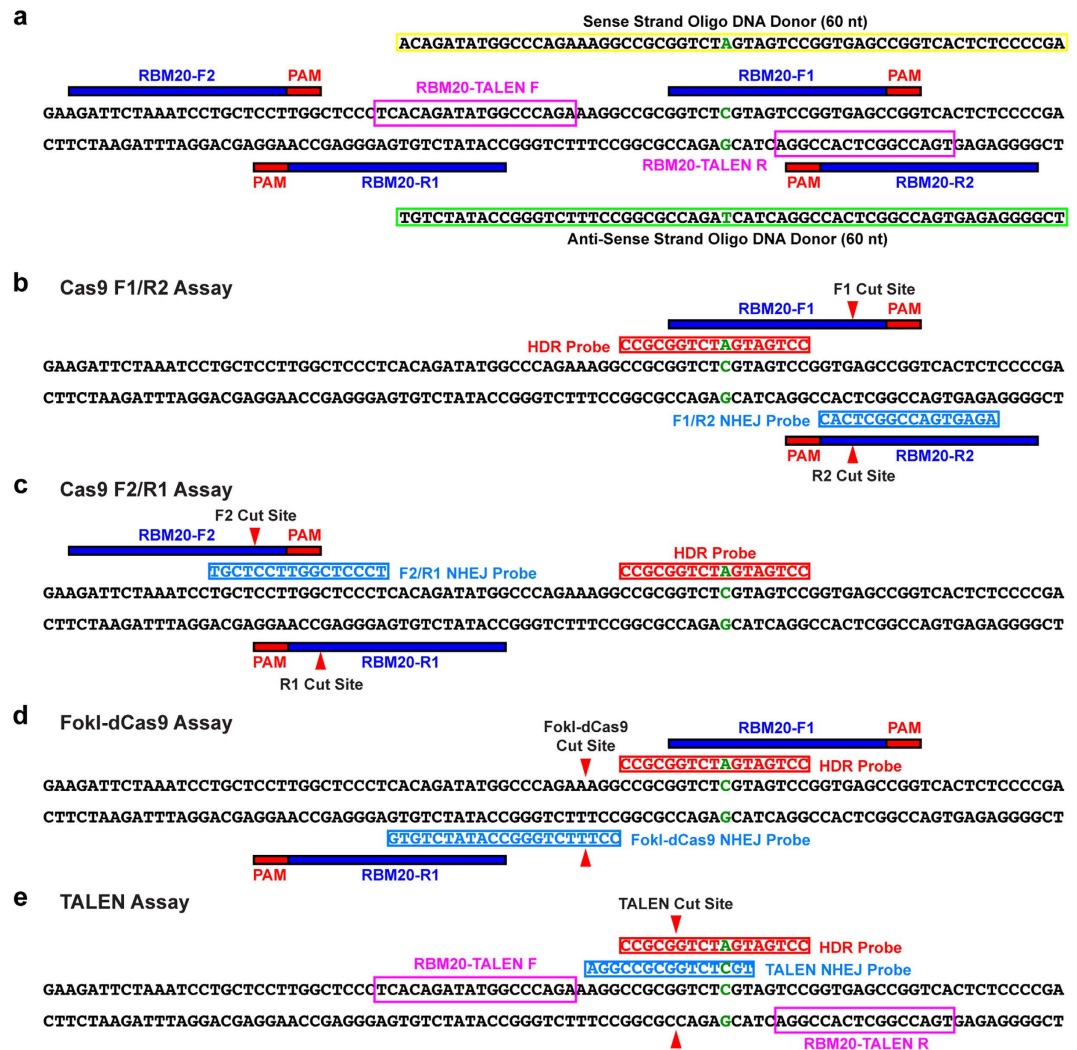 a
Sense Strand Oligo DNA Donor (60 nt)
ACAGATATGGCCCAGAAAGGCCGCGGTCTAGTAGTCCGGTGAGCCGGTCACTCTCCCCGA
RBM20-F2 PAM RBM20-TALEN F RBM20-F1 PAM
GAAGATTCTAAATCCTGCTCCTTGGCTCCCTCACAGATATGGCCCAGAAAGGCCGCGGTCTCGTAGTCCGGTGAGCCGGTCACTCTCCCCGA
CTTCTAAGATTTAGGACGAGGAACCGAGGGAGTGTCTATACCGGGTCTTTCCGGCGCCAGAGCATCAGGCCACTCGGCCAGTGAGAGGGGCT
PAM RBM20-R1 RBM20-TALEN R PAM RBM20-R2
TGTCTATACCGGGTCTTTCCGGCGCCAGATCATCAGGCCACTCGGCCAGTGAGAGGGGCT
Anti-Sense Strand Oligo DNA Donor (60 nt)
b Cas9 F1/R2 Assay
F1 Cut Site
RBM20-F1 PAM
HDR Probe CCGCGGTCTAGTAGTCC
GAAGATTCTAAATCCTGCTCCTTGGCTCCCTCACAGATATGGCCCAGAAAGGCCGCGGTCTCGTAGTCCGGTGAGCCGGTCACTCTCCCCGA
CTTCTAAGATTTAGGACGAGGAACCGAGGGAGTGTCTATACCGGGTCTTTCCGGCGCCAGAGCATCAGGCCACTCGGCCAGTGAGAGGGGCT
F1/R2 NHEJ Probe CACTCGGCCAGTGAGA
PAM RBM20-R2
R2 Cut Site
c Cas9 F2/R1 Assay
F2 Cut Site
RBM20-F2 PAM HDR Probe
TGCTCCTTGGCTCCCT F2/R1 NHEJ Probe CCGCGGTCTAGTAGTCC
GAAGATTCTAAATCCTGCTCCTTGGCTCCCTCACAGATATGGCCCAGAAAGGCCGCGGTCTCGTAGTCCGGTGAGCCGGTCACTCTCCCCGA
CTTCTAAGATTTAGGACGAGGAACCGAGGGAGTGTCTATACCGGGTCTTTCCGGCGCCAGAGCATCAGGCCACTCGGCCAGTGAGAGGGGCT
PAM RBM20-R1
R1 Cut Site
d FokI-dCas9 Assay
FokI-dCas9
Cut Site
RBM20-F1 PAM
CCGCGGTCTAGTAGTCC HDR Probe
GAAGATTCTAAATCCTGCTCCTTGGCTCCCTCACAGATATGGCCCAGAAAGGCCGCGGTCTCGTAGTCCGGTGAGCCGGTCACTCTCCCCGA
CTTCTAAGATTTAGGACGAGGAACCGAGGGAGTGTCTATACCGGGTCTTTCCGGCGCCAGAGCATCAGGCCACTCGGCCAGTGAGAGGGGCT
GTGTCTATACCGGGTCTTTCC FokI-dCas9 NHEJ Probe
PAM RBM20-R1
e TALEN Assay
TALEN Cut Site
CCGCGGTCTAGTAGTCC HDR Probe
RBM20-TALEN F AGGCCGCGGTCTCGT TALEN NHEJ Probe
GAAGATTCTAAATCCTGCTCCTTGGCTCCCTCACAGATATGGCCCAGAAAGGCCGCGGTCTCGTAGTCCGGTGAGCCGGTCACTCTCCCCGA
CTTCTAAGATTTAGGACGAGGAACCGAGGGAGTGTCTATACCGGGTCTTTCCGGCGCCAGAGCATCAGGCCACTCGGCCAGTGAGAGGGGCT
RBM20-TALEN R